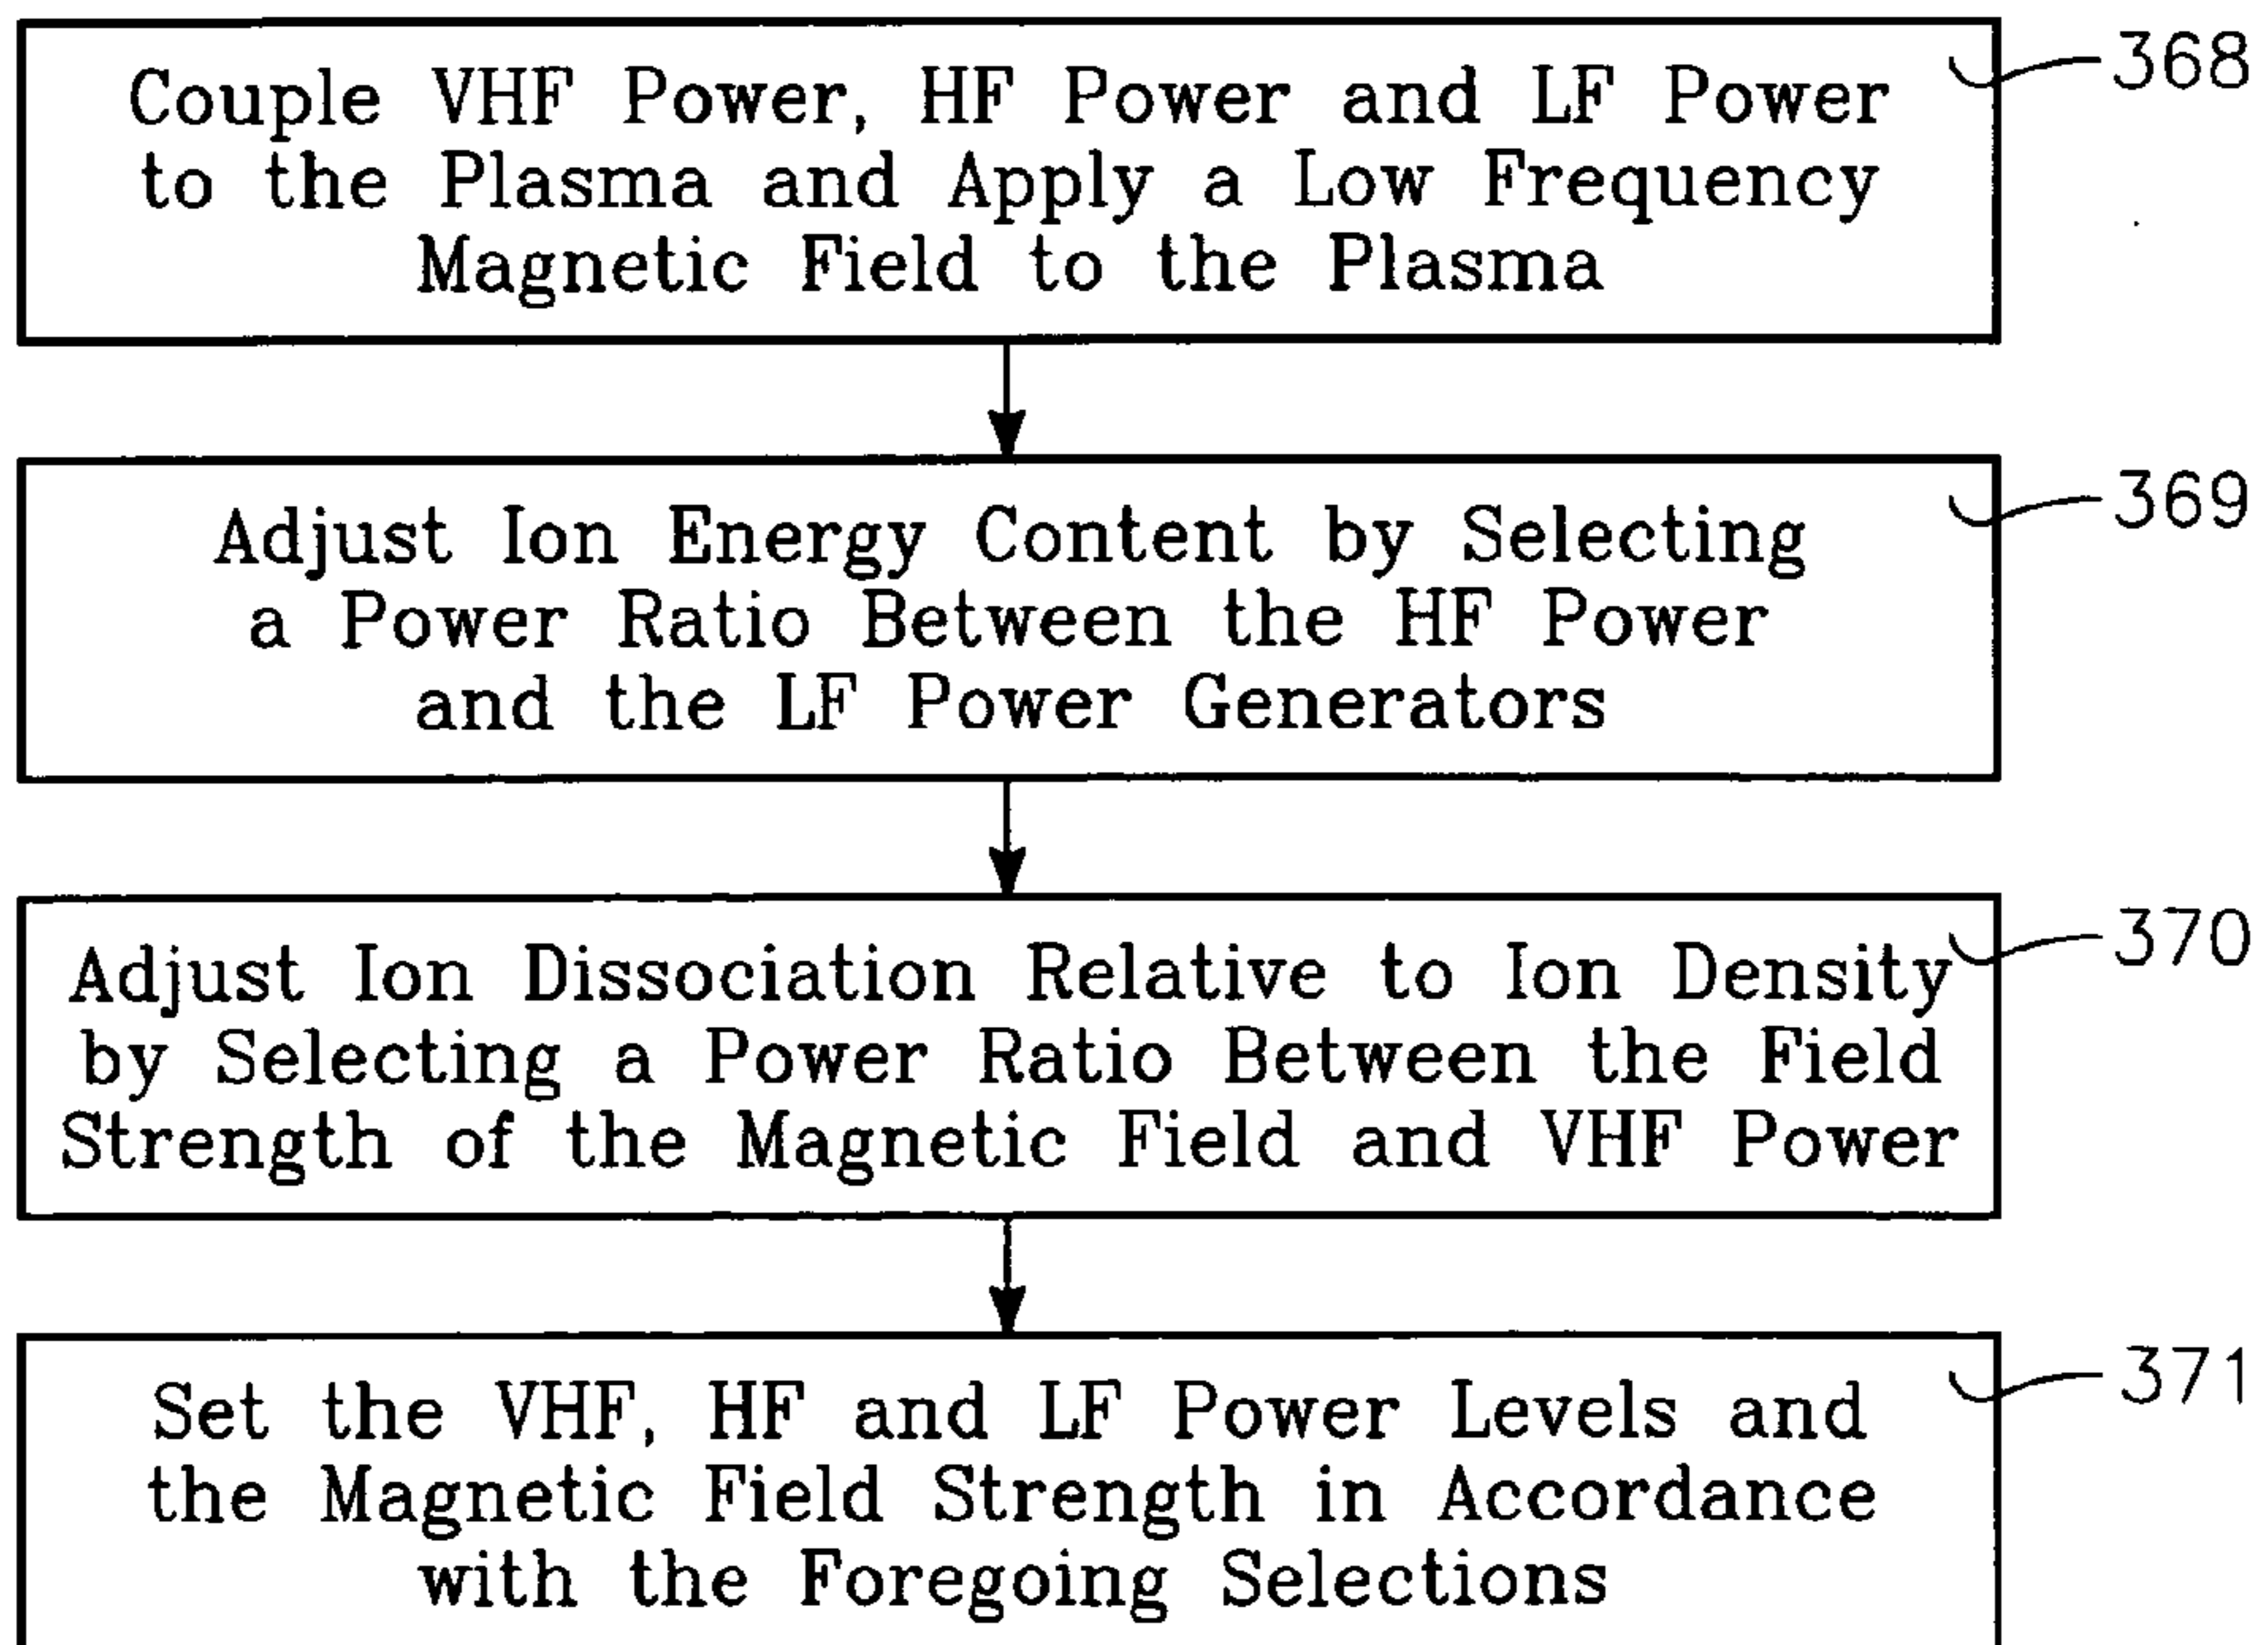 Couple VHF Power, HF Power and LF Power
to the Plasma and Apply a Low Frequency
Magnetic Field to the Plasma
368
Adjust Ion Energy Content by Selecting
a Power Ratio Between the HF Power
and the LF Power Generators
369
Adjust Ion Dissociation Relative to Ion Density
by Selecting a Power Ratio Between the Field
Strength of the Magnetic Field and VHF Power
370
Set the VHF, HF and LF Power Levels and
the Magnetic Field Strength in Accordance
with the Foregoing Selections
371